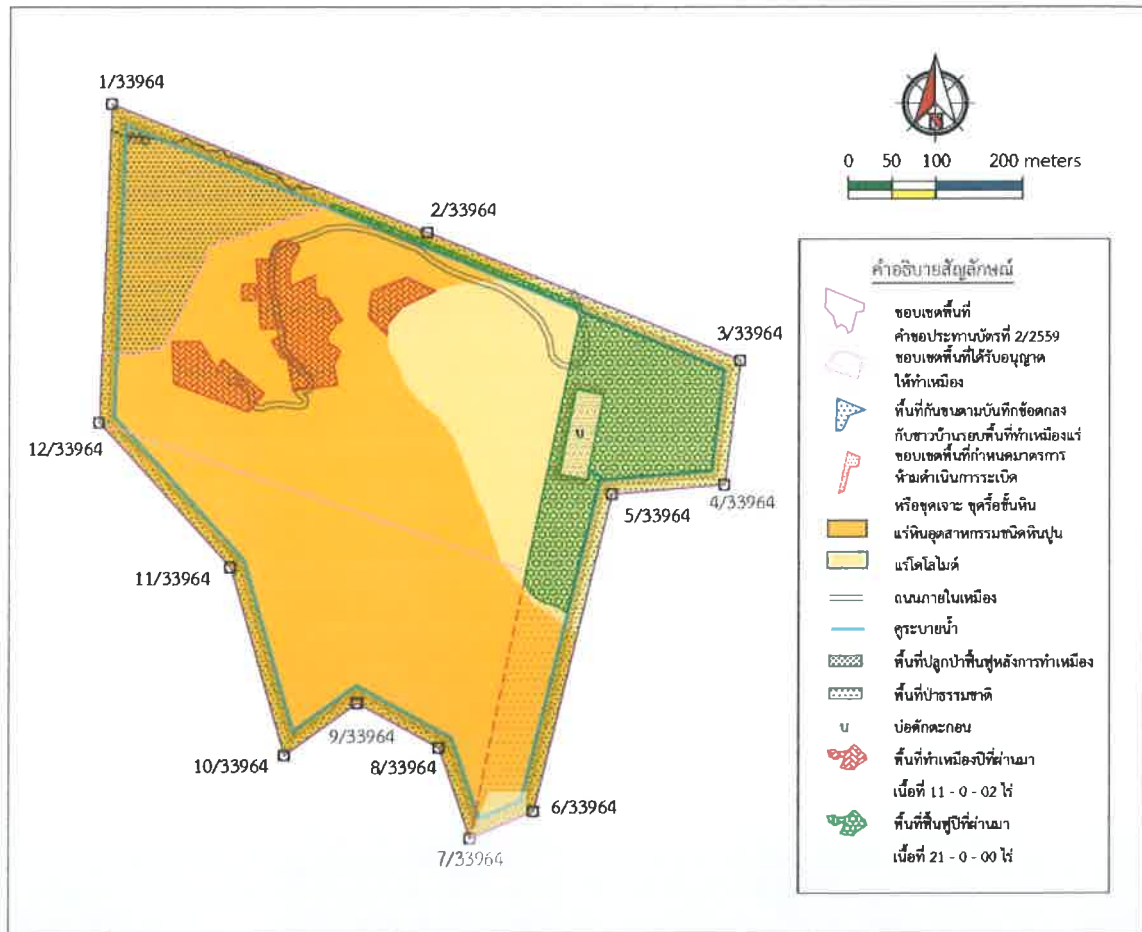 1/33964
2/33964
3/33964
4/33964
5/33964
6/33964
7/33964
8/33964
9/33964
10/33964
11/33964
12/33964
น
N
0 50 100 200 meters
คำอธิบายสัญลักษณ์
ขอบเขตพื้นที่
คำขอประทานบัตรที่ 2/2559
ขอบเขตพื้นที่ได้รับอนุญาต
ให้ทำเหมือง
พื้นที่กันชนตามบันทึกข้อตกลง
กับชาวบ้านรอบพื้นที่ทำเหมืองแร่
ขอบเขตพื้นที่กำหนดมาตรการ
ห้ามดำเนินการระเบิด
หรือขุดเจาะ ขุดรื้อชั้นหิน
แร่หินอุตสาหกรรมชนิดหินปูน
แร่โดโลไมต์
ถนนภายในเหมือง
คูระบายน้ำ
พื้นที่ปลูกป่าฟื้นฟูหลังการทำเหมือง
พื้นที่ป่าธรรมชาติ
น บ่อดักตะกอน
พื้นที่ทำเหมืองปีที่ผ่านมา
เนื้อที่ 11 - 0 - 02 ไร่
พื้นที่ฟื้นฟูปีที่ผ่านมา
เนื้อที่ 21 - 0 - 00 ไร่